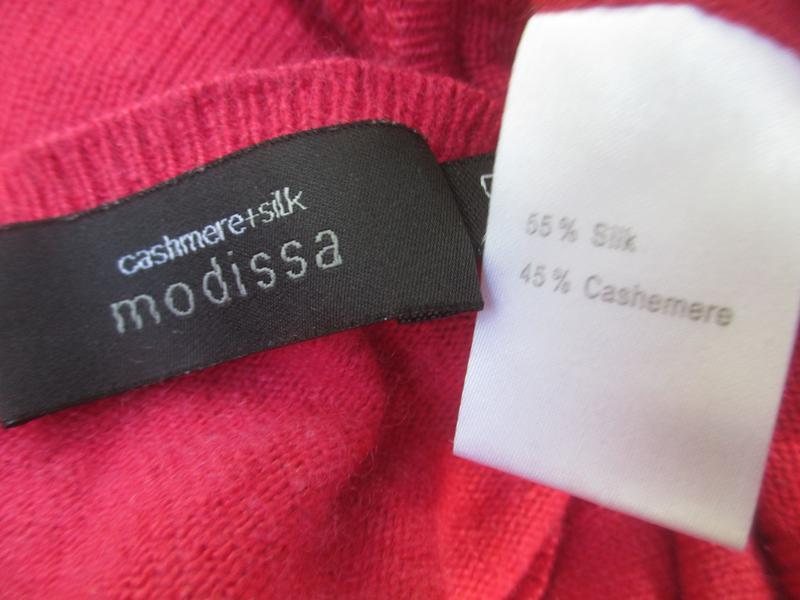 cashmere+silk
modissa
55% Silk
45% Cashemere